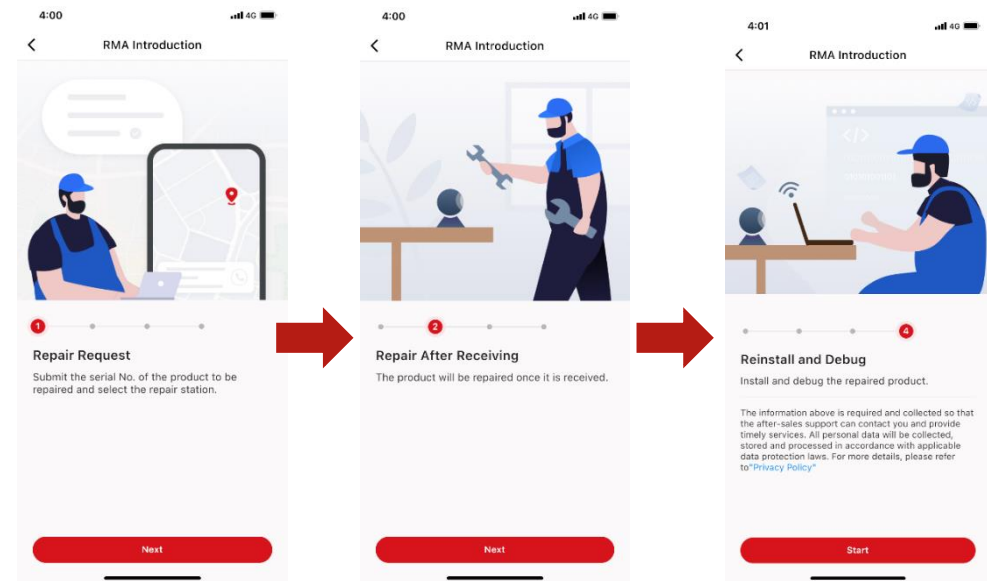 4:00
4G
RMA Introduction
1
Repair Request
Submit the serial No. of the product to be
repaired and select the repair station.
Next
4:00
4G
RMA Introduction
2
Repair After Receiving
The product will be repaired once it is received.
Next
4:01
4G
RMA Introduction
</>
4
Reinstall and Debug
Install and debug the repaired product.
The information above is required and collected so that
the after-sales support can contact you and provide
timely services. All personal data will be collected,
stored and processed in accordance with applicable
data protection laws. For more details, please refer
to"Privacy Policy"
Start